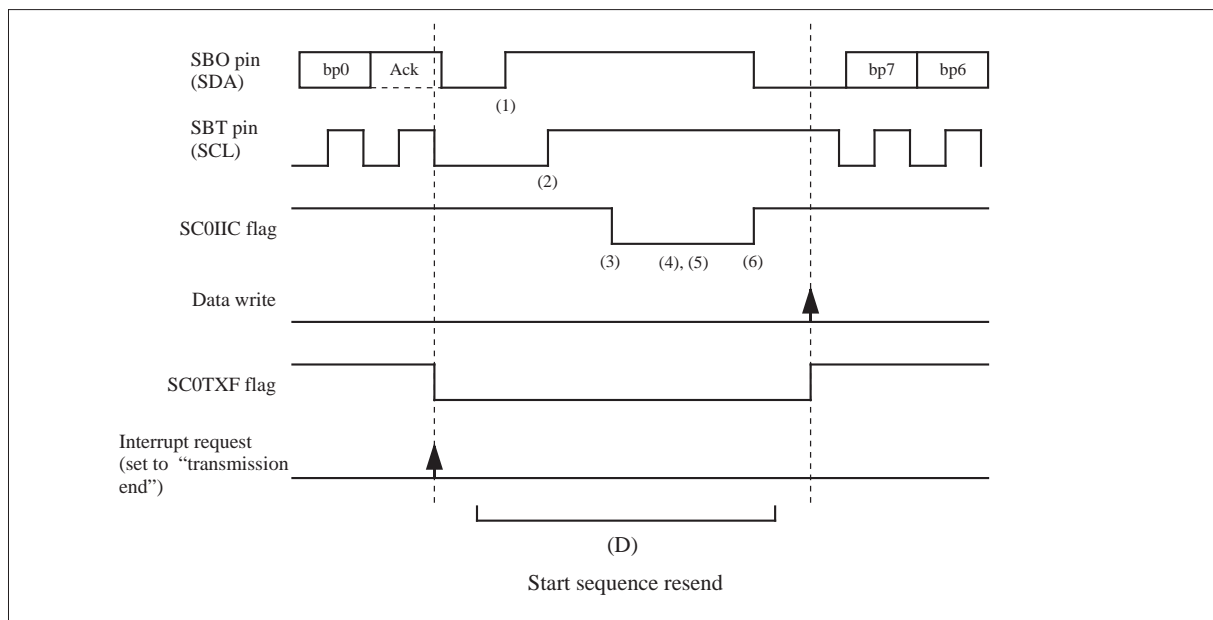 SBO pin
(SDA)
bp0
Ack
bp7
bp6
(1)
SBT pin
(SCL)
(2)
SC0IIC flag
(3)
(4), (5)
(6)
Data write
SC0TXF flag
Interrupt request
(set to “transmission
end”)
(D)
Start sequence resend